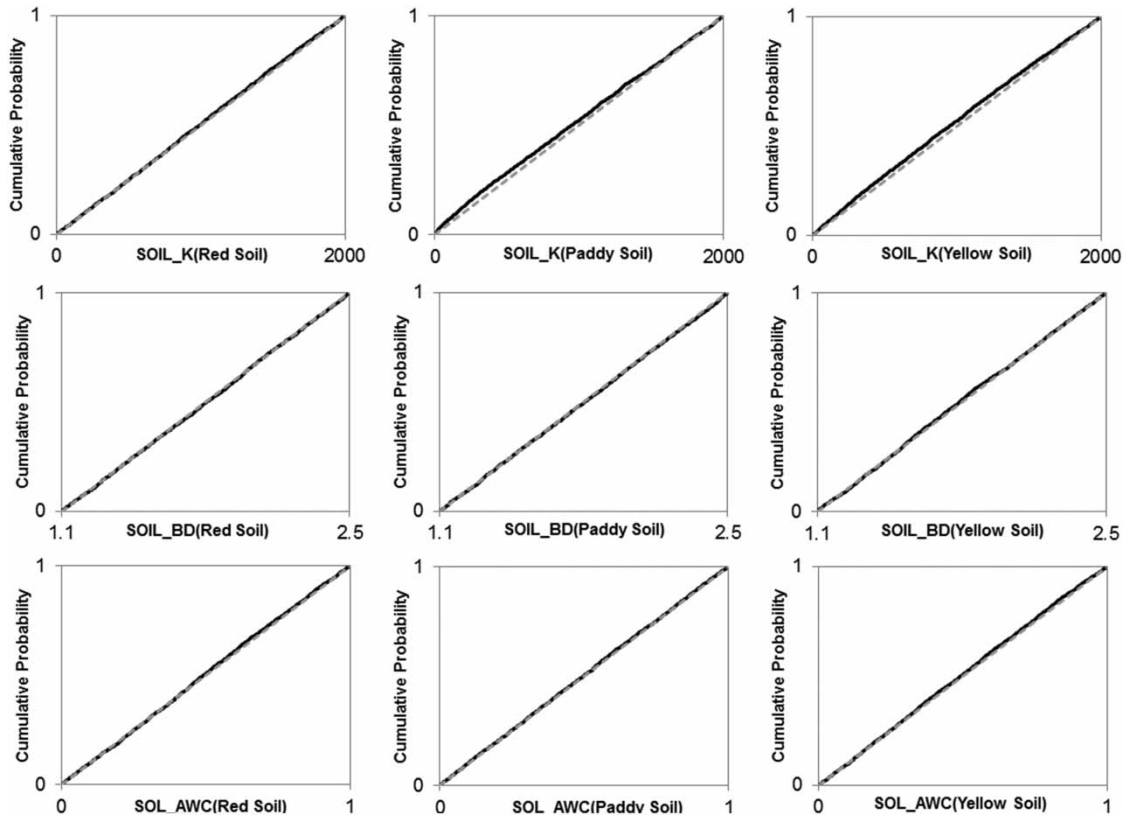 1
Cumulative Probability
0
0
SOIL_K(Red Soil)
2000
1
Cumulative Probability
0
0
SOIL_K(Paddy Soil)
2000
1
Cumulative Probability
0
0
SOIL_K(Yellow Soil)
2000
1
Cumulative Probability
0
1.1
SOIL_BD(Red Soil)
2.5
1
Cumulative Probability
0
1.1
SOIL_BD(Paddy Soil)
2.5
1
Cumulative Probability
0
1.1
SOIL_BD(Yellow Soil)
2.5
1
Cumulative Probability
0
0
SOL_AWC(Red Soil)
1
1
Cumulative Probability
0
0
SOL_AWC(Paddy Soil)
1
1
Cumulative Probability
0
0
SOL_AWC(Yellow Soil)
1